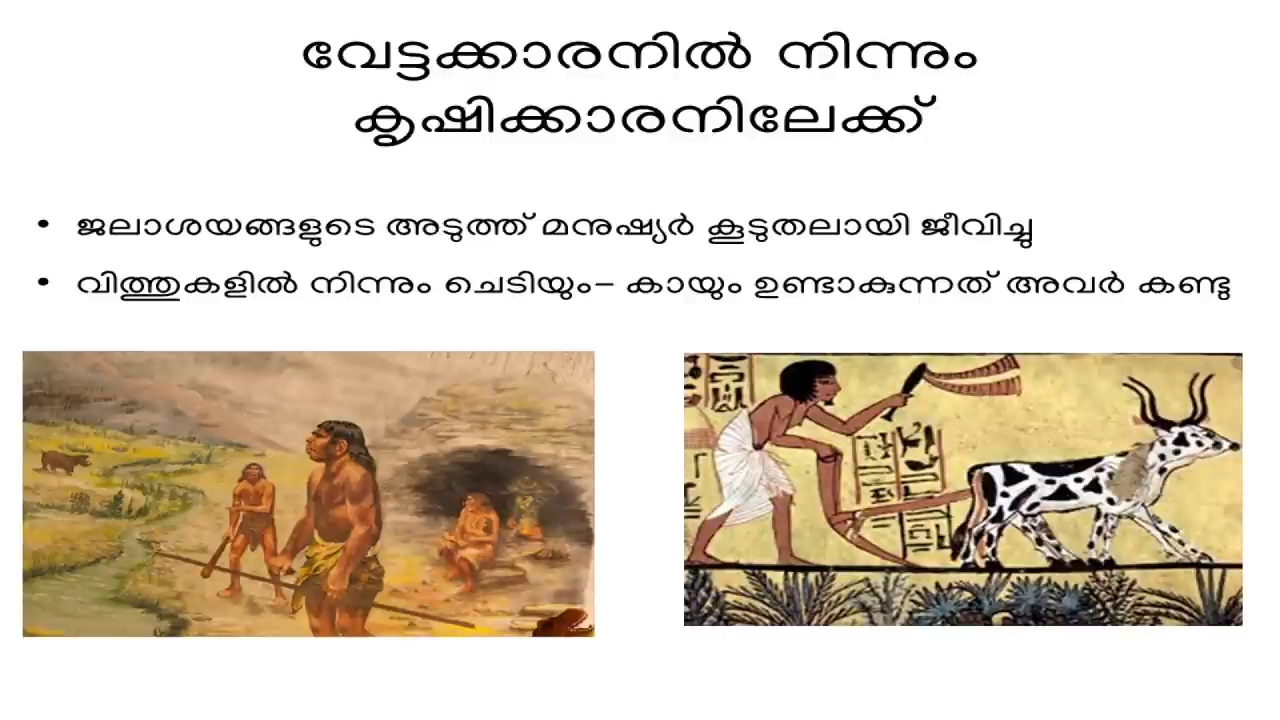 വേട്ടക്കാരനിൽ നിന്നും
കൃഷിക്കാരനിലേക്ക്
• ജലാശയങ്ങളുടെ അടുത്ത് മനുഷ്യർ കൂടുതലായി ജീവിച്ചു
• വിത്തുകളിൽ നിന്നും ചെടിയും– കായും ഉണ്ടാകുന്നത് അവർ കണ്ടു